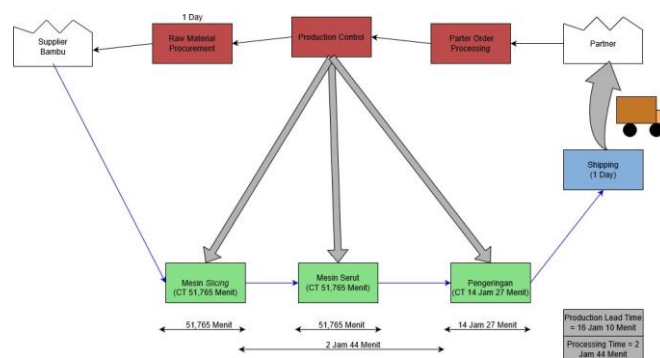 1 Day
Supplier
Bambu
Raw Material
Procurement
Production Control
Parter Order
Processing
Partner
Shipping
(1 Day)
Mesin Slicing
(CT 51,765 Menit)
Mesin Serut
(CT 51,765 Menit)
Pengeringan
(CT 14 Jam 27 Menit)
51,765 Menit
51,765 Menit
14 Jam 27 Menit
2 Jam 44 Menit
Production Lead Time
= 16 Jam 10 Menit
Processing Time = 2
Jam 44 Menit